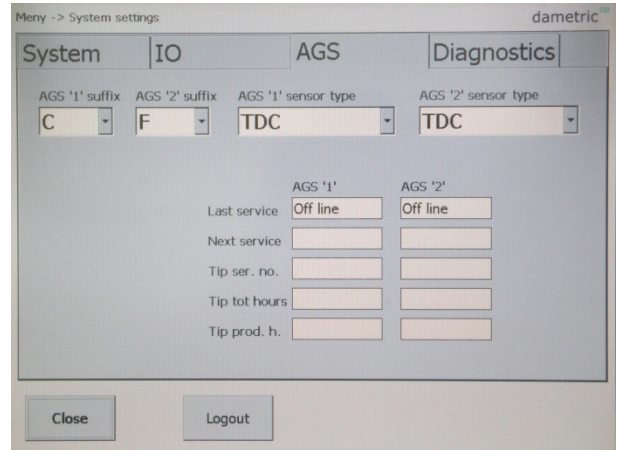 Meny -> System settings dametric
System IO AGS Diagnostics
AGS '1' suffix AGS '2' suffix AGS '1' sensor type AGS '2' sensor type
C F TDC TDC
AGS '1' AGS '2'
Last service Off line Off line
Next service
Tip ser. no.
Tip tot hours
Tip prod. h.
Close Logout